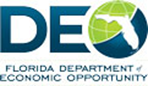 DEO
FLORIDA DEPARTMENT of
ECONOMIC OPPORTUNITY